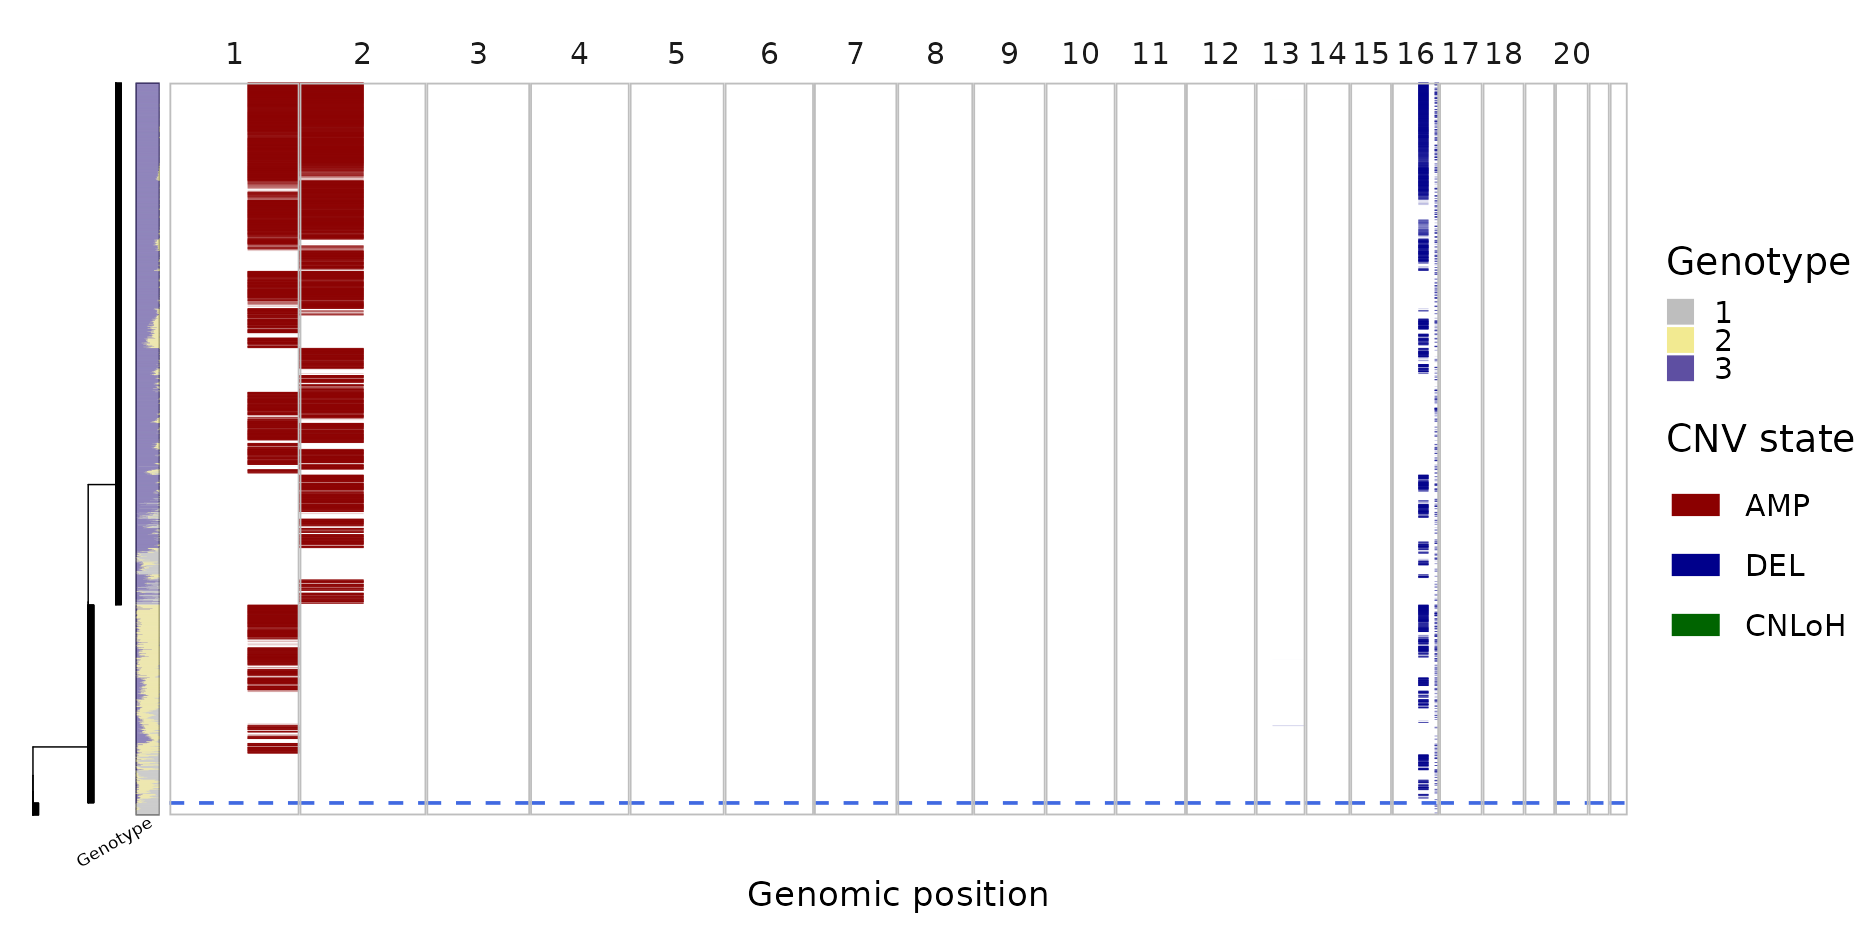 1 2 3 4 5 6 7 8 9 10 11 12 13 14 15 16 17 18 20
Genotype
1
2
3
CNV state
AMP
DEL
CNLoH
Genotype
Genomic position